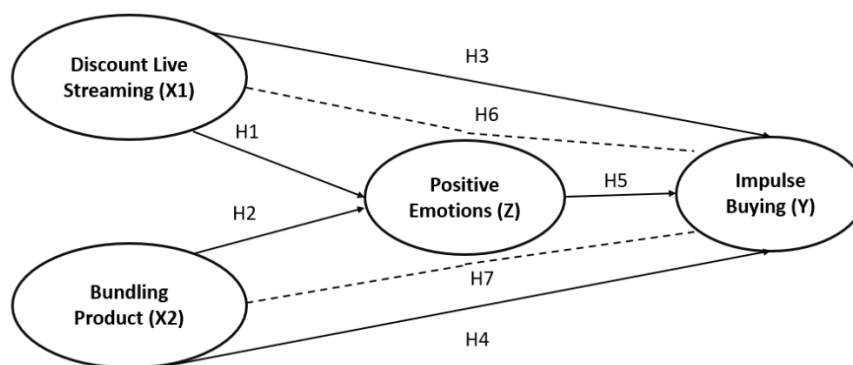 Discount Live
Streaming (X1)
H3
H6
H1
Positive
Emotions (Z)
H5
Impulse
Buying (Y)
H2
Bundling
Product (X2)
H7
H4